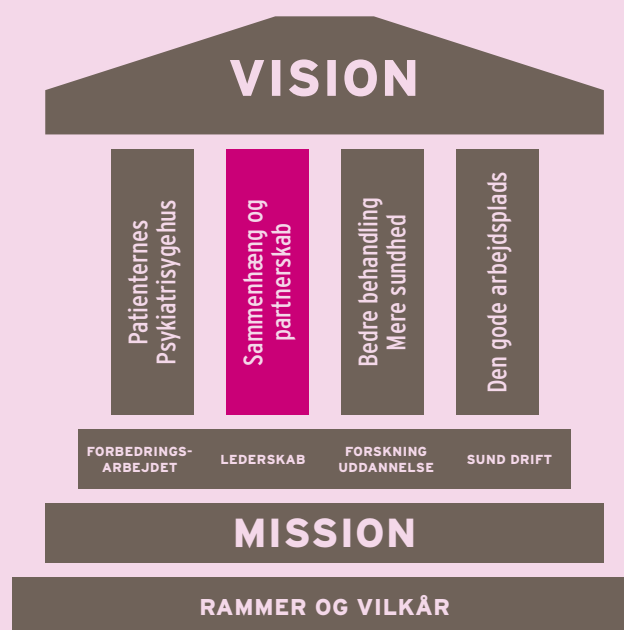 VISION
Patienternes
Psykiatrisygehus
Sammenhæng og
partnerskab
Bedre behandling
Mere sundhed
Den gode arbejdsplads
FORBEDRINGS-
ARBEJDET
LEDERSKAB
FORSKNING
UDDANNELSE
SUND DRIFT
MISSION
RAMMER OG VILKÅR